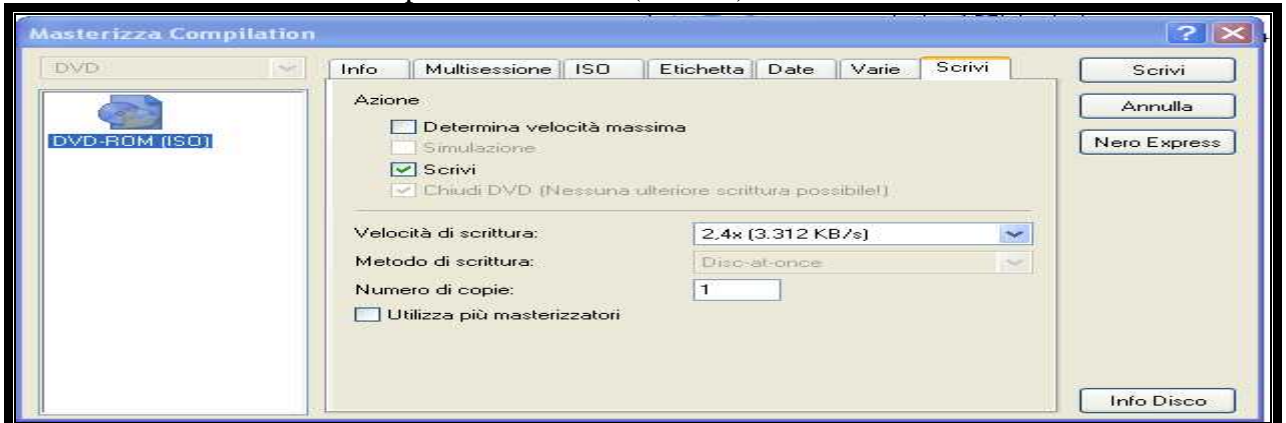 Masterizza Compilation
DVD
DVD-ROM (ISO)
Info Multisessione ISO Etichetta Date Varie Scrivi
Azione
Determina velocità massima
Simulazione
Scrivi
Chiudi DVD (Nessuna ulteriore scrittura possibile!)
Velocità di scrittura: 2,4x (3.312 KB/s)
Metodo di scrittura: Disc-at-once
Numero di copie: 1
Utilizza più masterizzatori
Scrivi
Annulla
Nero Express
Info Disco